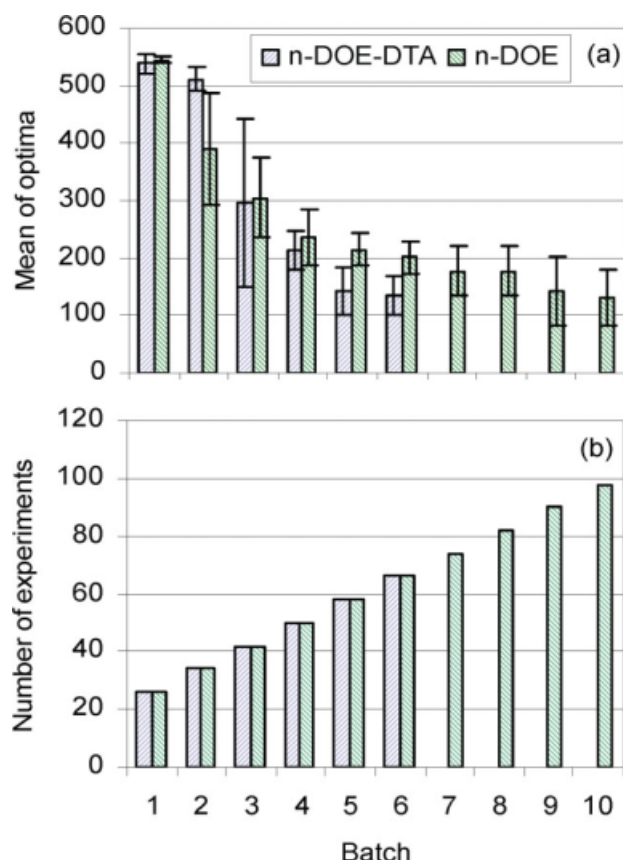 600
500
400
300
200
100
0
Mean of optima
n-DOE-DTA n-DOE (a)
120
100
80
60
40
20
0
Number of experiments
(b)
1 2 3 4 5 6 7 8 9 10
Batch